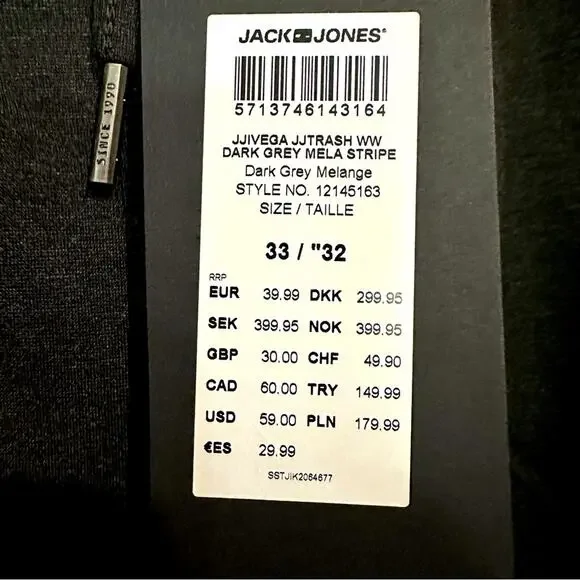 SINCE 1990
JACK JONES®
5713746143164
JJIVEGA JJTRASH WW
DARK GREY MELA STRIPE
Dark Grey Melange
STYLE NO. 12145163
SIZE / TAILLE
33 / "32
RRP
EUR 39.99 DKK 299.95
SEK 399.95 NOK 399.95
GBP 30.00 CHF 49.90
CAD 60.00 TRY 149.99
USD 59.00 PLN 179.99
€ES 29.99
SSTJIK2064677